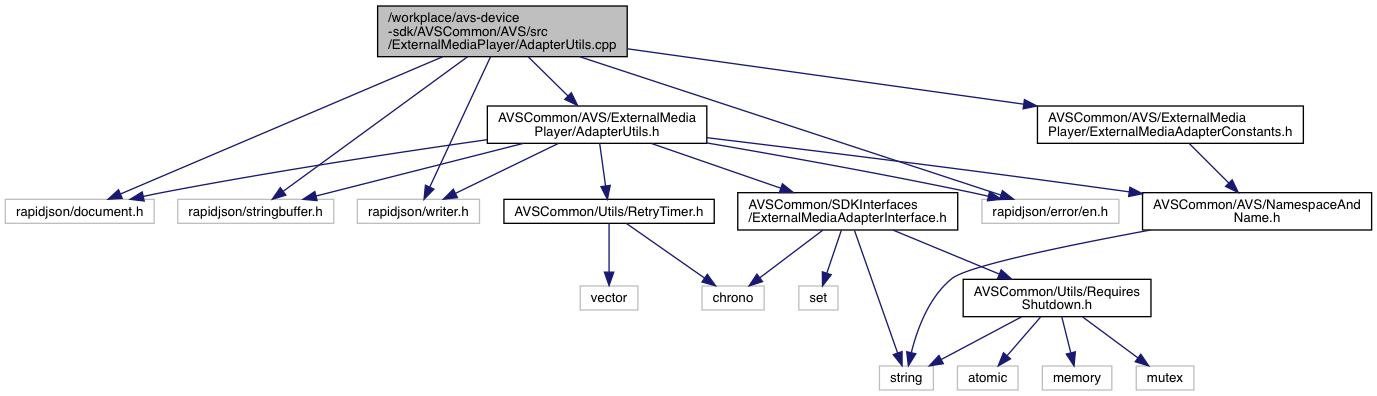 /workplace/avs-device
-sdk/AVSCommon/AVS/src
/ExternalMediaPlayer/AdapterUtils.cpp
AVSCommon/AVS/ExternalMedia
Player/AdapterUtils.h
AVSCommon/AVS/ExternalMedia
Player/ExternalMediaAdapterConstants.h
rapidjson/document.h
rapidjson/stringbuffer.h
rapidjson/writer.h
AVSCommon/Utils/RetryTimer.h
AVSCommon/SDKInterfaces
/ExternalMediaAdapterInterface.h
rapidjson/error/en.h
AVSCommon/AVS/NamespaceAnd
Name.h
vector
chrono
set
AVSCommon/Utils/Requires
Shutdown.h
string
atomic
memory
mutex